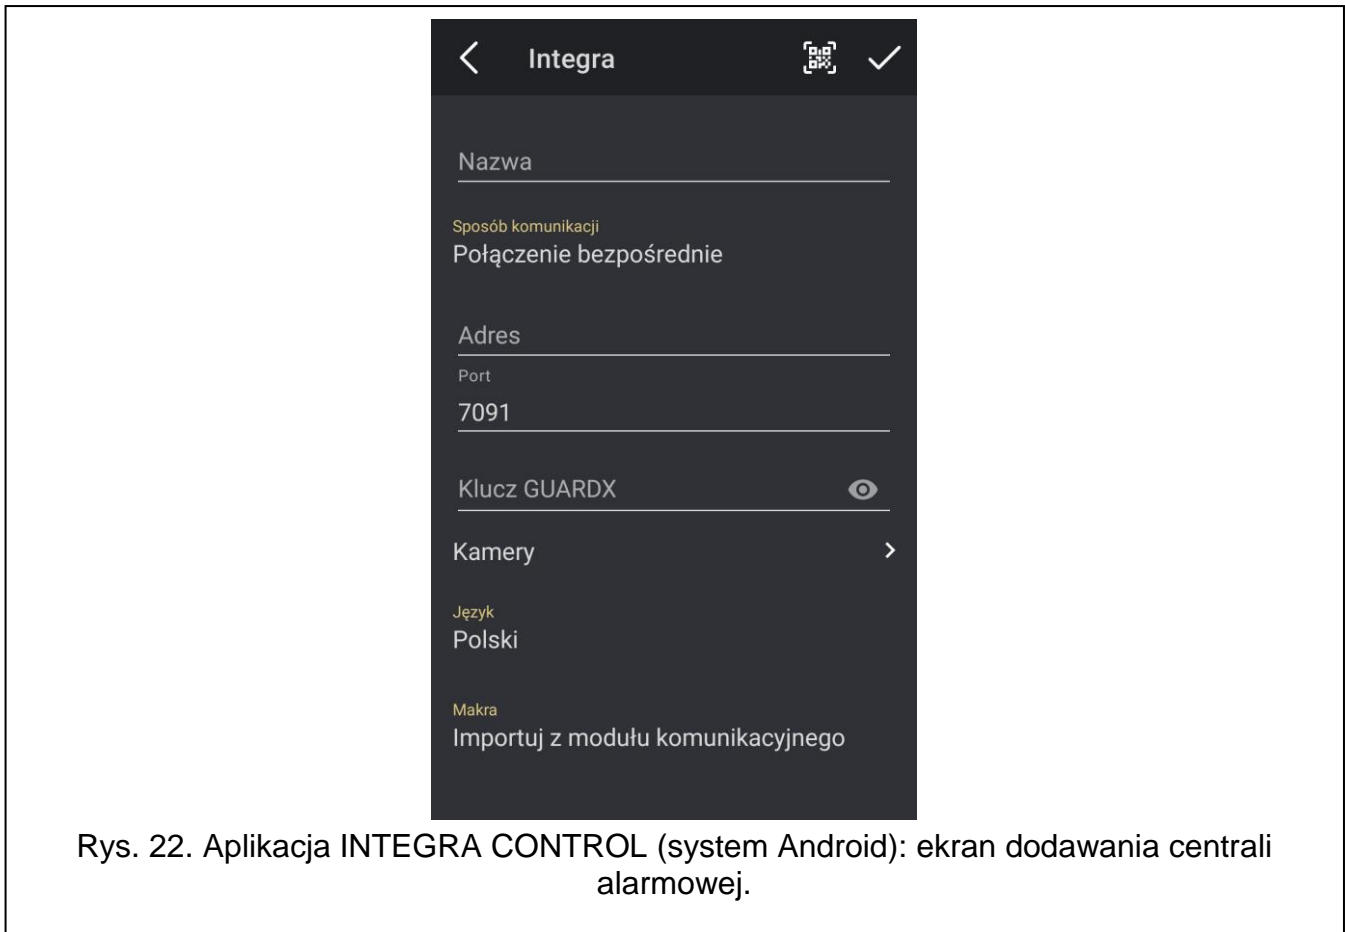 Integra
Nazwa
Sposób komunikacji
Połączenie bezpośrednie
Adres
Port
7091
Klucz GUARDX
Kamery
Język
Polski
Makra
Importuj z modułu komunikacyjnego
Rys. 22. Aplikacja INTEGRA CONTROL (system Android): ekran dodawania centrali
alarmowej.